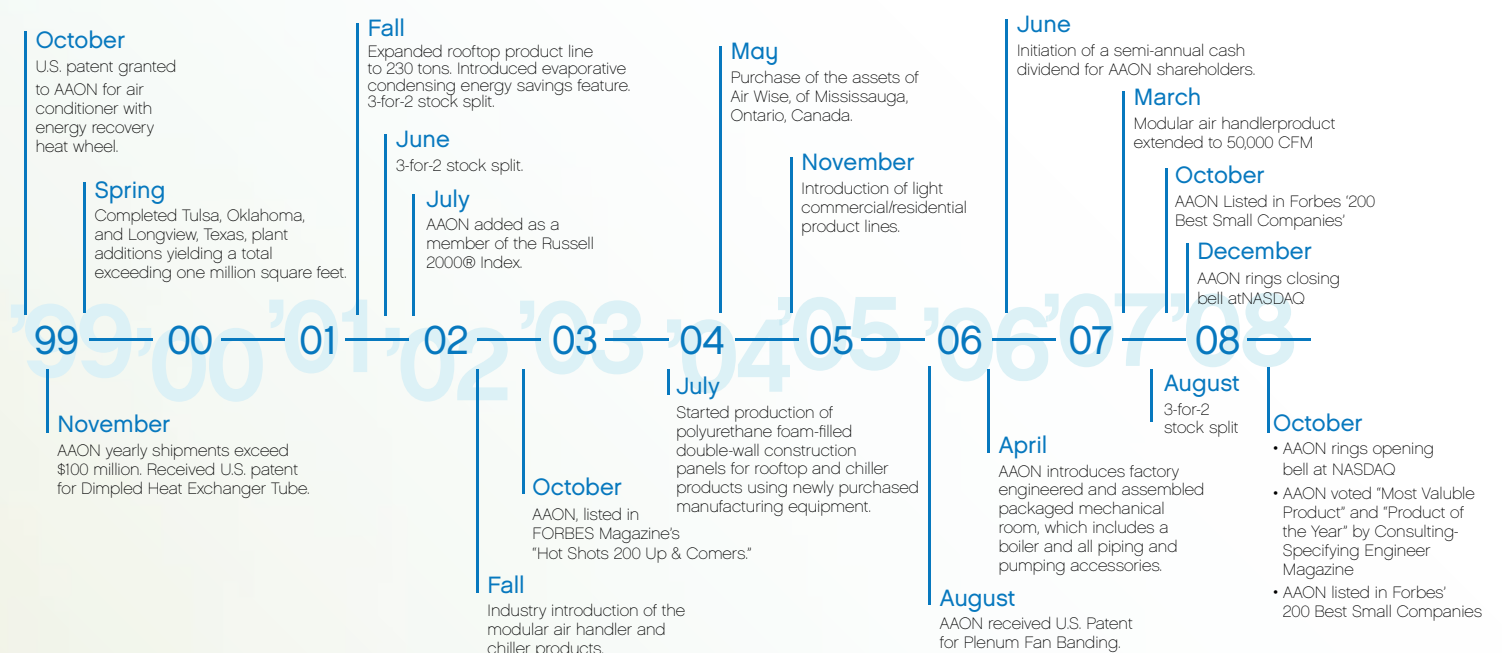 October
U.S. patent granted
to AAON for air
conditioner with
energy recovery
heat wheel.
Spring
Completed Tulsa, Oklahoma,
and Longview, Texas, plant
additions yielding a total
exceeding one million square feet.
Fall
Expanded rooftop product line
to 230 tons. Introduced evaporative
condensing energy savings feature.
3-for-2 stock split.
June
3-for-2 stock split.
July
AAON added as a
member of the Russell
2000® Index.
May
Purchase of the assets of
Air Wise, of Mississauga,
Ontario, Canada.
November
Introduction of light
commercial/residential
product lines.
June
Initiation of a semi-annual cash
dividend for AAON shareholders.
March
Modular air handlerproduct
extended to 50,000 CFM
October
AAON Listed in Forbes '200
Best Small Companies'
December
AAON rings closing
bell atNASDAQ
'99 '00 '01 '02 '03 '04 '05 '06 '07 '08
99 00 01 02 03 04 05 06 07 08
November
AAON yearly shipments exceed
$100 million. Received U.S. patent
for Dimpled Heat Exchanger Tube.
Fall
Industry introduction of the
modular air handler and
chiller products.
October
AAON, listed in
FORBES Magazine's
"Hot Shots 200 Up & Comers."
July
Started production of
polyurethane foam-filled
double-wall construction
panels for rooftop and chiller
products using newly purchased
manufacturing equipment.
August
AAON received U.S. Patent
for Plenum Fan Banding.
April
AAON introduces factory
engineered and assembled
packaged mechanical
room, which includes a
boiler and all piping and
pumping accessories.
August
3-for-2
stock split
October
• AAON rings opening
bell at NASDAQ
• AAON voted "Most Valuble
Product" and "Product of
the Year" by Consulting-
Specifying Engineer
Magazine
• AAON listed in Forbes'
200 Best Small Companies